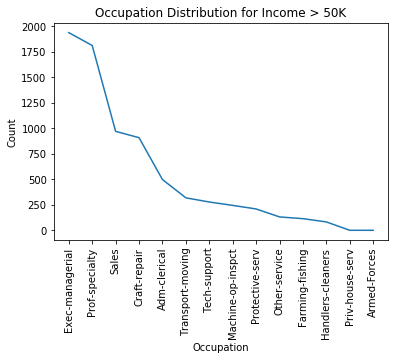 Occupation Distribution for Income > 50K
2000
1750
1500
1250
1000
750
500
250
0
Count
Exec-managerial
Prof-specialty
Sales
Craft-repair
Adm-clerical
Transport-moving
Tech-support
Machine-op-inspct
Protective-serv
Other-service
Farming-fishing
Handlers-cleaners
Priv-house-serv
Armed-Forces
Occupation